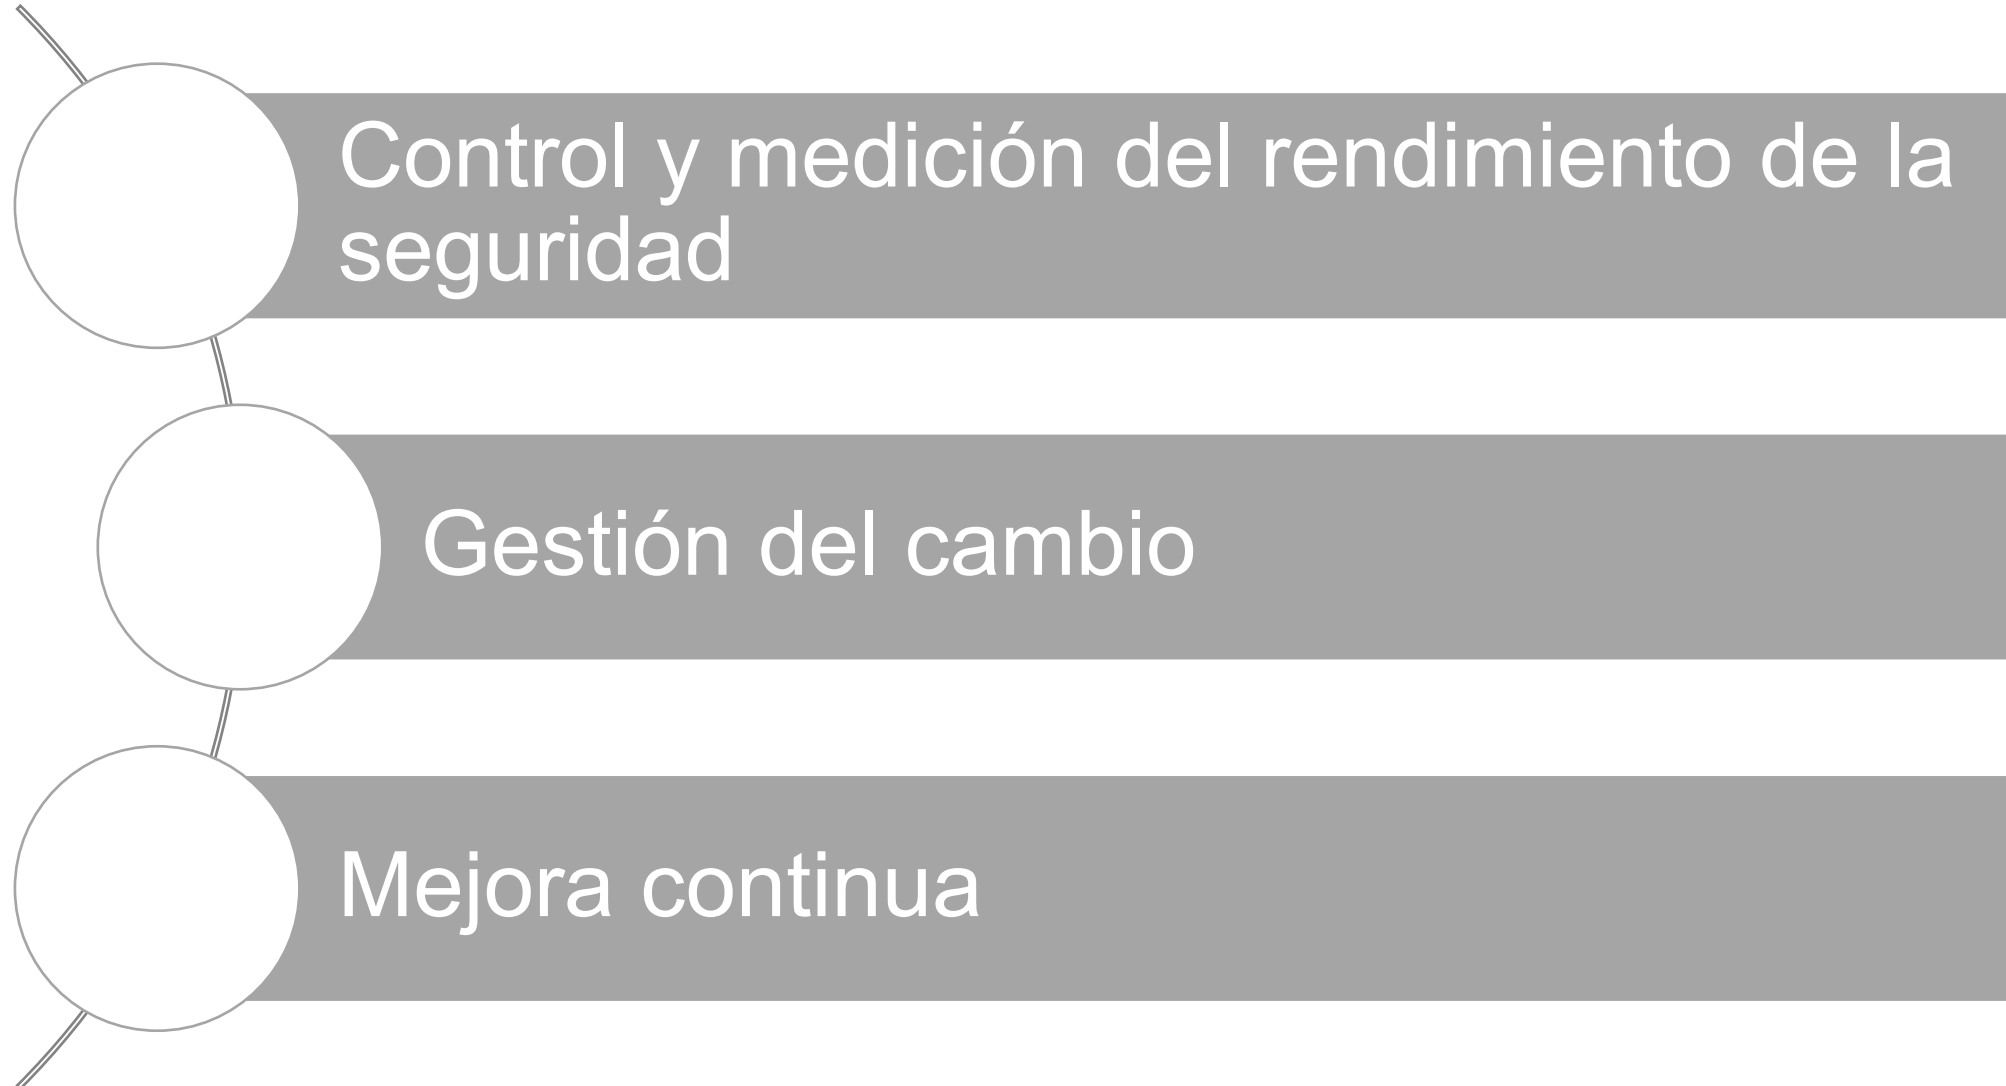 Control y medición del rendimiento de la
seguridad
Gestión del cambio
Mejora continua